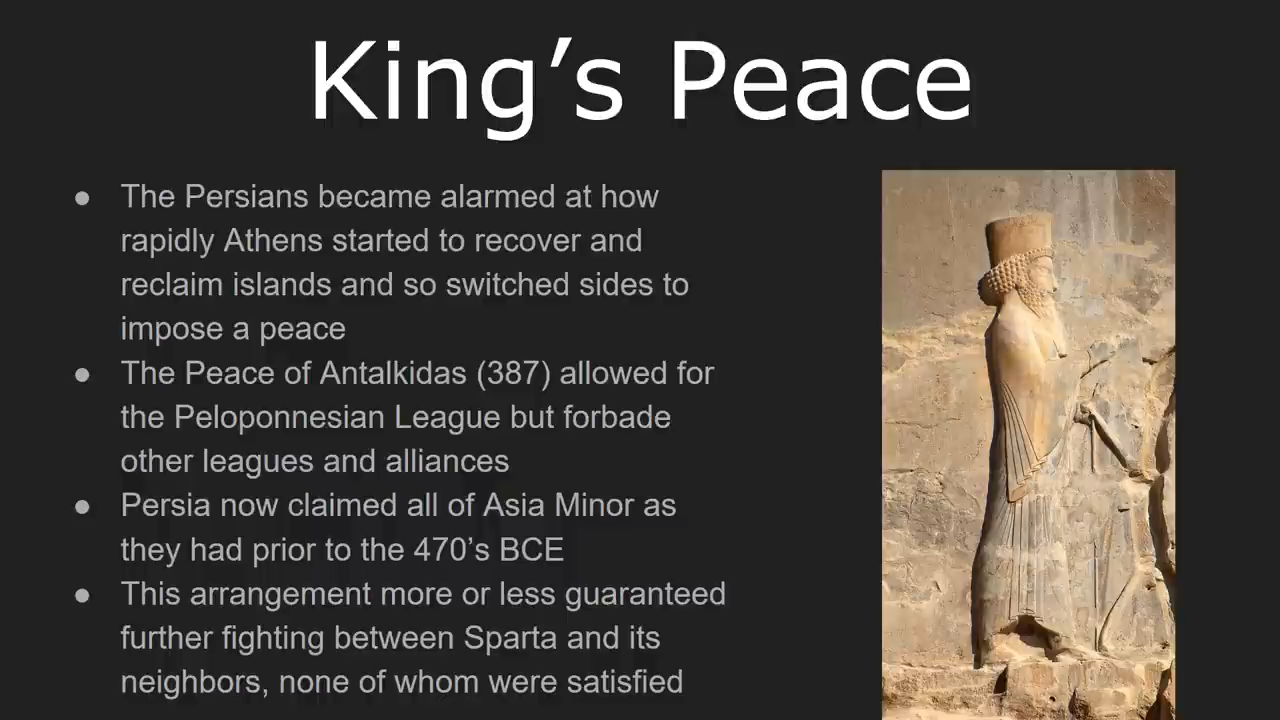 King’s Peace
● The Persians became alarmed at how
rapidly Athens started to recover and
reclaim islands and so switched sides to
impose a peace
● The Peace of Antalkidas (387) allowed for
the Peloponnesian League but forbade
other leagues and alliances
● Persia now claimed all of Asia Minor as
they had prior to the 470’s BCE
● This arrangement more or less guaranteed
further fighting between Sparta and its
neighbors, none of whom were satisfied